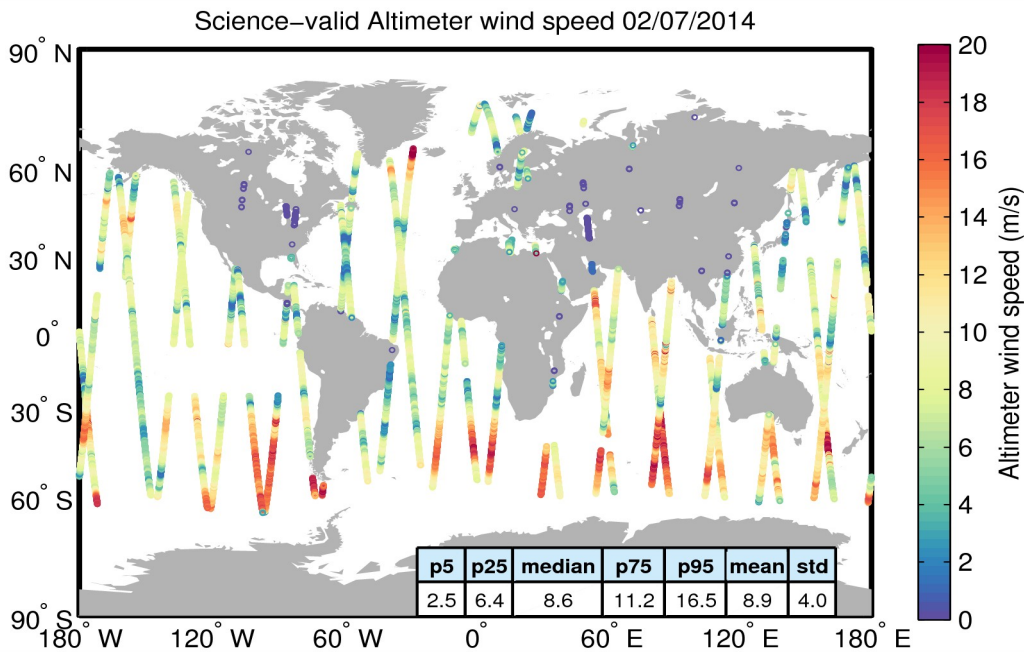 Science−valid Altimeter wind speed 02/07/2014
90° N
60° N
30° N
0°
30° S
60° S
90° S
180° W
120° W
60° W
0°
60° E
120° E
180° E
p5 p25 median p75 p95 mean std
2.5 6.4 8.6 11.2 16.5 8.9 4.0
20
18
16
14
12
10
8
6
4
2
0
Altimeter wind speed (m/s)